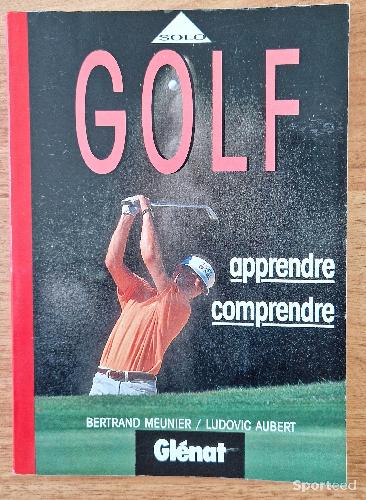 SOLO
GOLF
apprendre
comprendre
BERTRAND MEUNIER / LUDOVIC AUBERT
Glénat
Sporteed